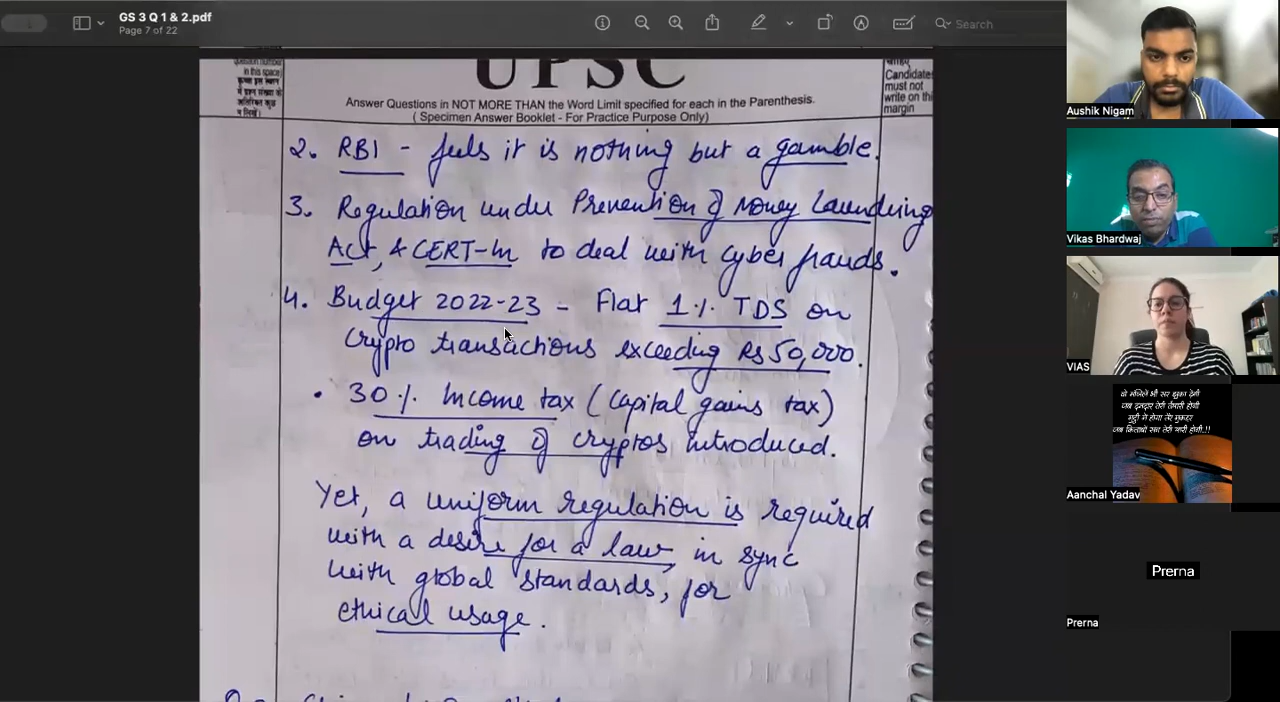 GS 3 Q 1 & 2.pdf
Page 7 of 22
Search
question number
in this space)
UPSC
Candidates
must not
write on this
margin
Answer Questions in NOT MORE THAN the Word Limit specified for each in the Parenthesis.
( Specimen Answer Booklet - For Practice Purpose Only)
2. RBI - feels it is nothing but a gamble.
3. Regulation under Prevention of Money Laundering
Act, & CERT-In to deal with cyber frauds.
4. Budget 2022-23 - Flat 1% TDS on
Crypto transactions exceeding Rs 50,000.
• 30% Income tax (Capital gains tax)
on trading of cryptos introduced.
Yet, a uniform regulation is required
with a desire for a law, in sync
with global standards, for
ethical usage.
Aushik Nigam
Vikas Bhardwaj
VIAS
Aanchal Yadav
Prerna
Prerna